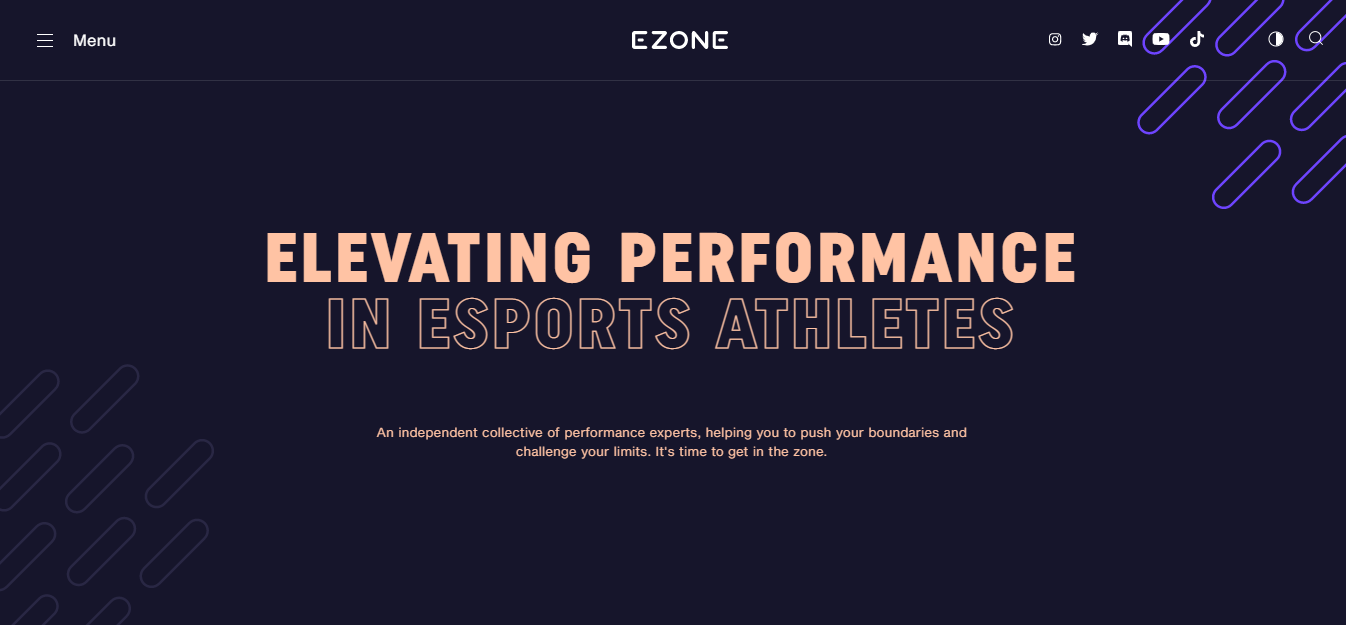 Menu
EZONE
ELEVATING PERFORMANCE
IN ESPORTS ATHLETES
An independent collective of performance experts, helping you to push your boundaries and
challenge your limits. It's time to get in the zone.